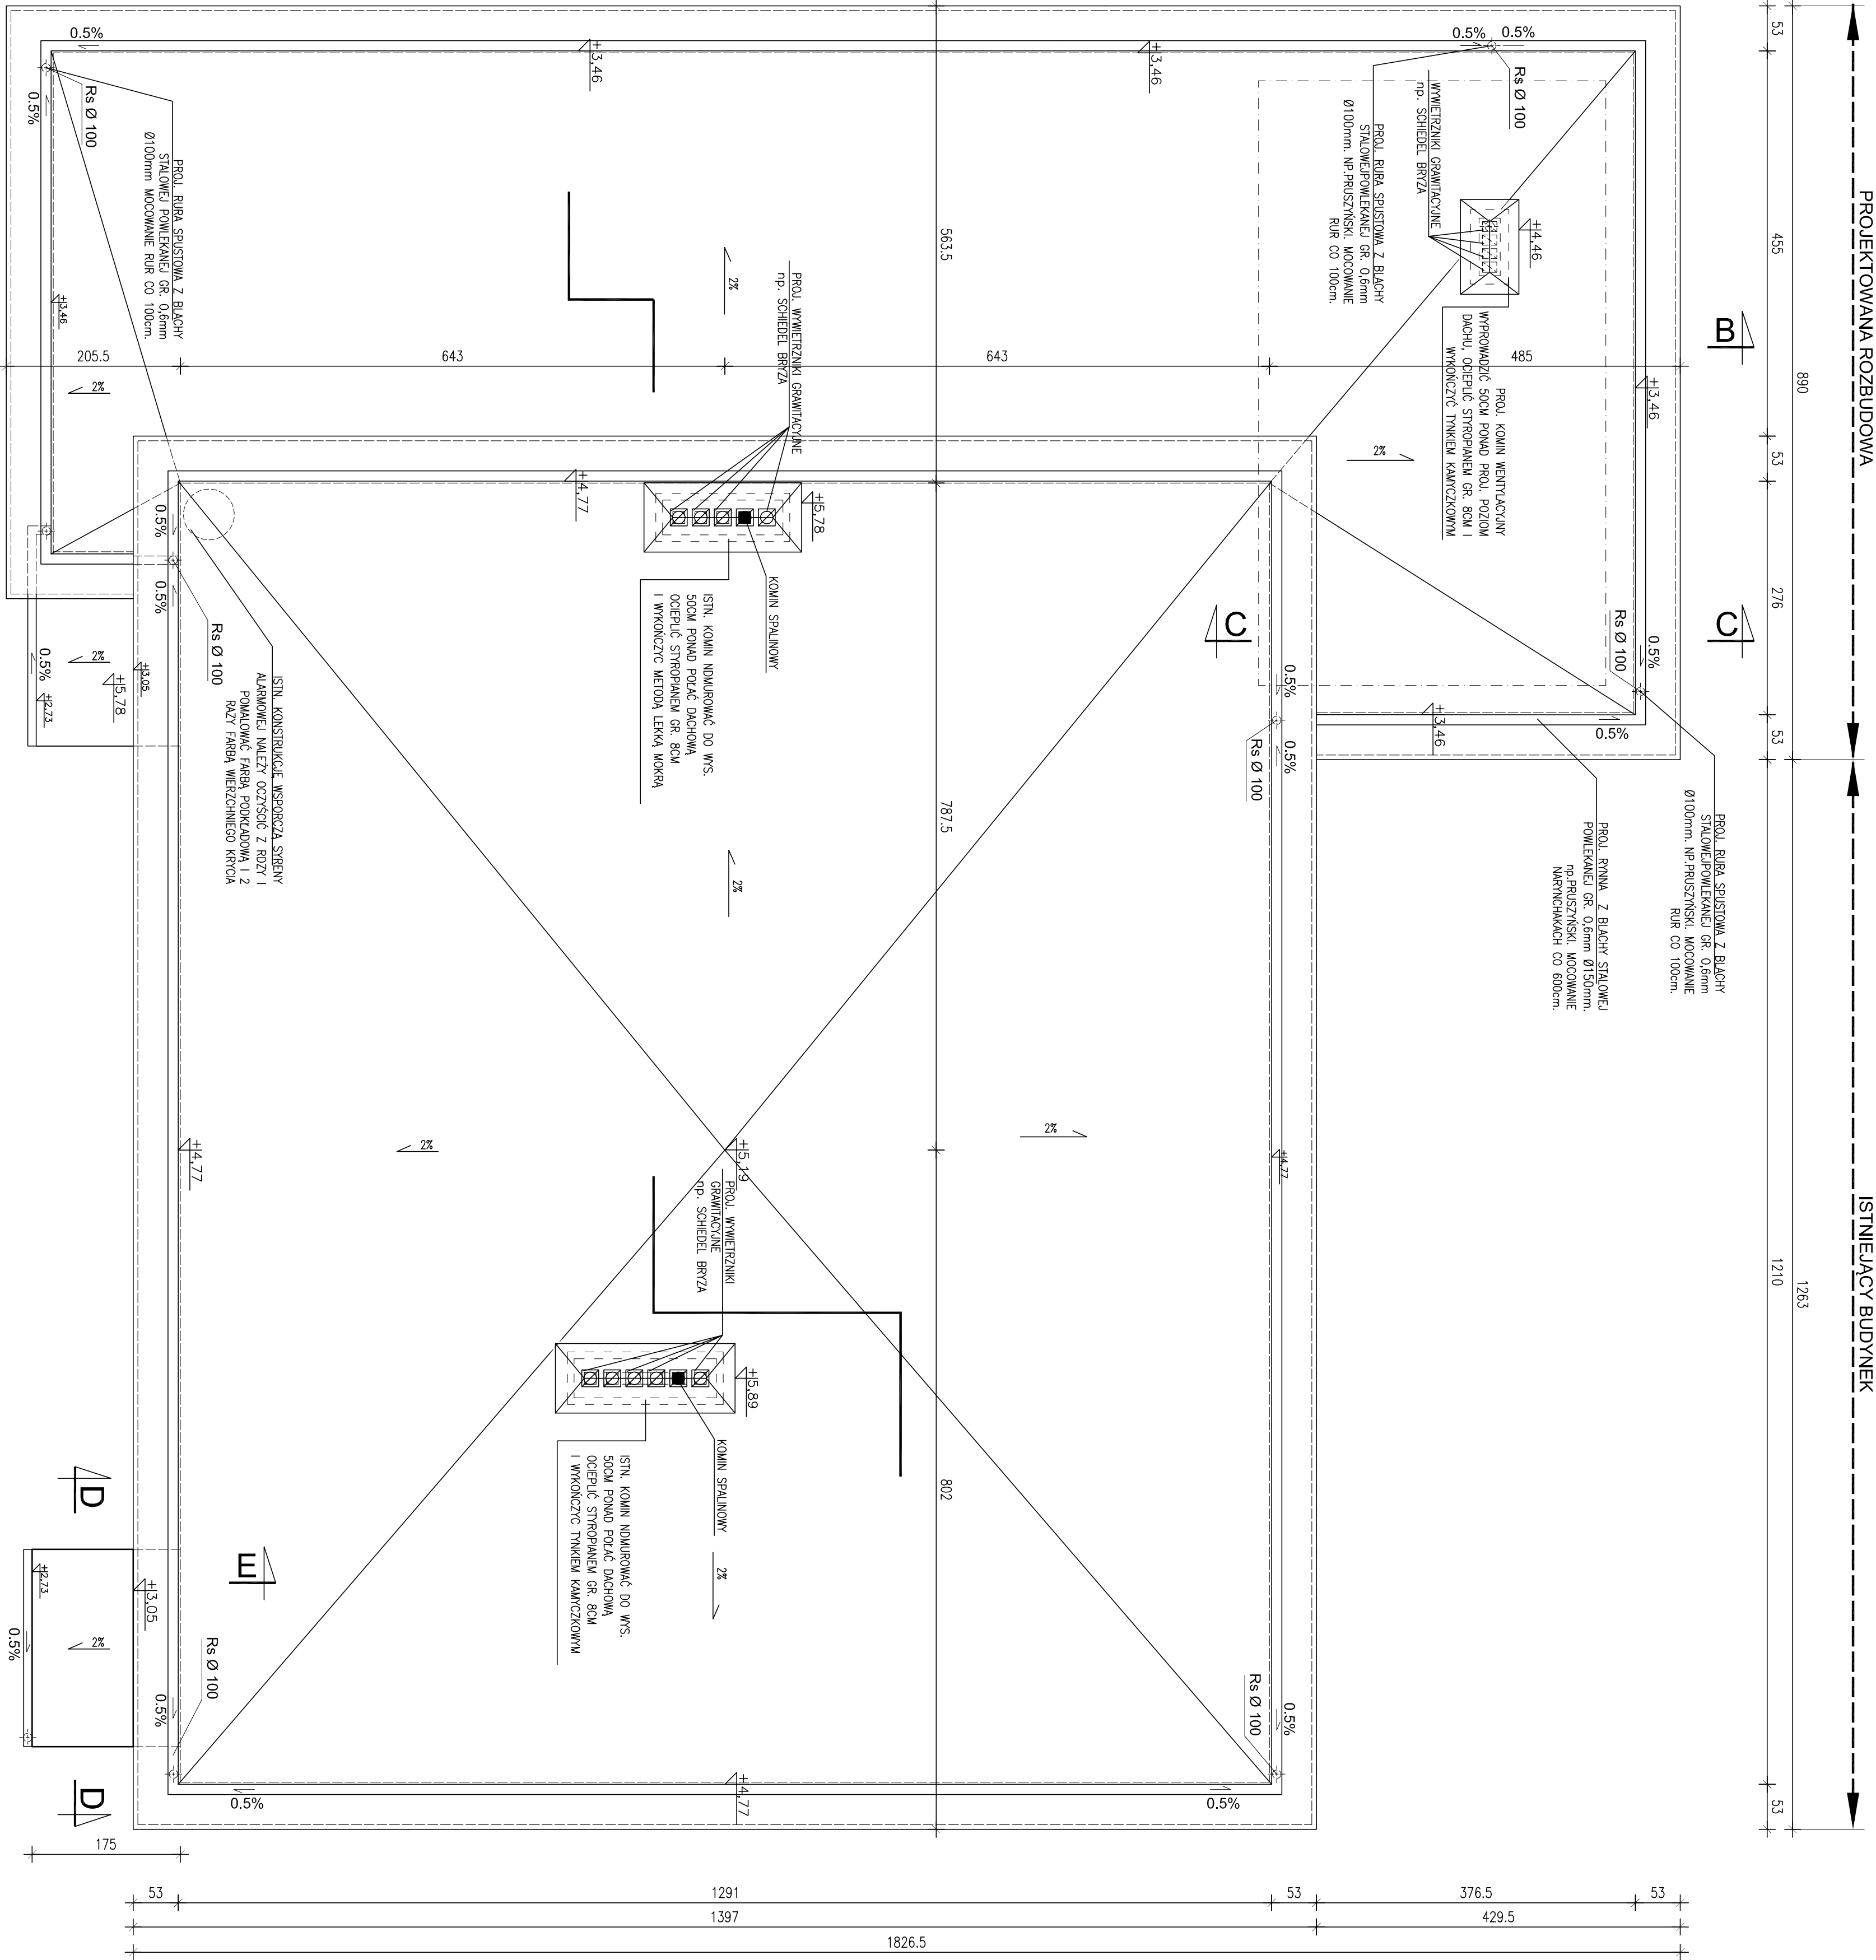 PROJEKTOWANA ROZBUDOWA
ISTNIEJĄCY BUDYNEK
53
455
53
276
53
1210
53
890
1263
B
C
C
E
D
D
0.5%
0.5%
0.5%
Rs Ø 100
+3,46
+3,46
+3,46
+3,46
+3,46
+4,46
WYWIETRZNIKI GRAWITACYJNE
np. SCHIEDEL BRYZA
PROJ. RURA SPUSTOWA Z BLACHY
STALOWEJPOWLEKANEJ GR. 0,6mm
Ø100mm. NP.PRUSZYŃSKI. MOCOWANIE
RUR CO 100cm.
PROJ. KOMIN WENTYLACYJNY
WYPROWADZIĆ 50CM PONAD PROJ. POZIOM
DACHU, OCIEPLIĆ STYROPIANEM GR. 8CM I
WYKOŃCZYĆ TYNKIEM KAMYCZKOWYM
Rs Ø 100
0.5%
PROJ. RURA SPUSTOWA Z BLACHY
STALOWEJ POWLEKANEJ GR. 0,6mm
Ø100mm MOCOWANIE RUR CO 100cm.
563.5
787.5
802
205.5
643
643
485
2%
2%
2%
PROJ. WYWIETRZNIKI GRAWITACYJNE
np. SCHIEDEL BRYZA
+4,77
+5,78
KOMIN SPALINOWY
ISTN. KOMIN NDMUROWAĆ DO WYS.
50CM PONAD POŁAĆ DACHOWĄ
OCIEPLIĆ STYROPIANEM GR. 8CM
I WYKOŃCZYC METODĄ LEKKĄ MOKRĄ
0.5%
0.5%
Rs Ø 100
ISTN. KONSTRUKCJĘ WSPORCZĄ SYRENY
ALARMOWEJ NALEŻY OCZYŚCIĆ Z RDZY I
POMALOWAĆ FARBĄ PODKŁADOWĄ I 2
RAZY FARBĄ WIERZCHNIEGO KRYCIA
0.5%
2%
+5,78
+3,05
+2,73
0.5%
0.5%
Rs Ø 100
0.5%
Rs Ø 100
0.5%
PROJ. RURA SPUSTOWA Z BLACHY
STALOWEJPOWLEKANEJ GR. 0,6mm
Ø100mm. NP.PRUSZYŃSKI. MOCOWANIE
RUR CO 100cm.
PROJ. RYNNA Z BLACHY STALOWEJ
POWLEKANEJ GR. 0,6mm Ø150mm.
np.PRUSZYŃSKI. MOCOWANIE
NARYNCHAKACH CO 600cm.
2%
2%
2%
+4,77
+5,19
+4,77
PROJ. WYWIETRZNIKI
GRAWITACYJNE
np. SCHIEDEL BRYZA
+5,89
KOMIN SPALINOWY
2%
ISTN. KOMIN NDMUROWAĆ DO WYS.
50CM PONAD POŁAĆ DACHOWĄ
OCIEPLIĆ STYROPIANEM GR. 8CM
I WYKOŃCZYC TYNKIEM KAMYCZKOWYM
+2,73
+3,05
2%
0.5%
0.5%
Rs Ø 100
Rs Ø 100
0.5%
0.5%
+4,77
0.5%
175
53
1291
53
376.5
53
1397
429.5
1826.5